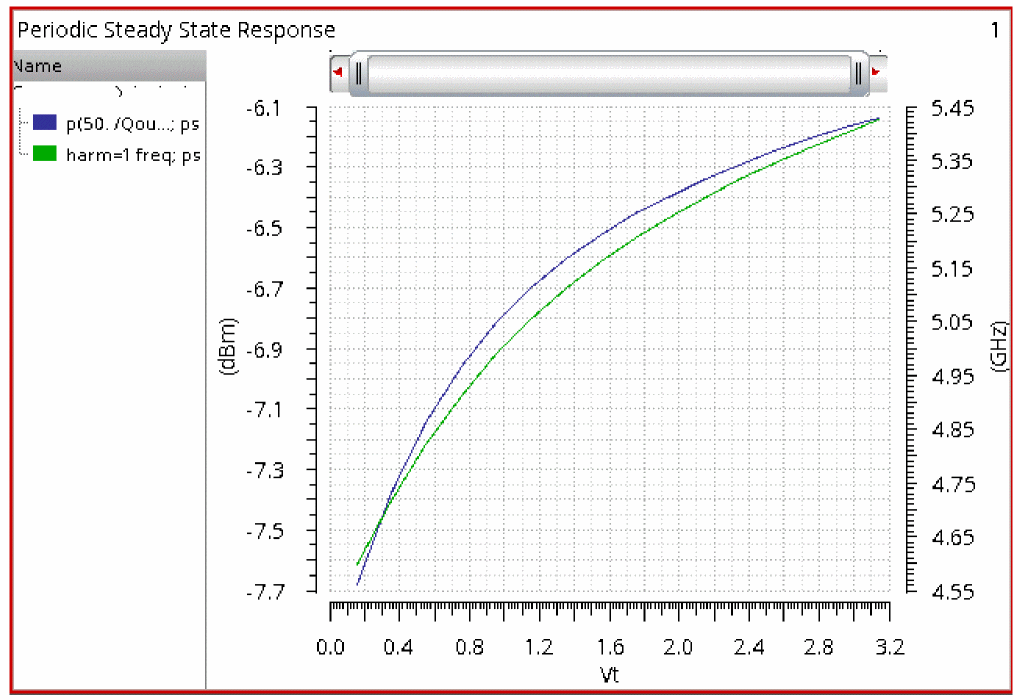 Periodic Steady State Response 1
Name
p(50. /Qou...; ps
harm=1 freq; ps
-6.1
-6.3
-6.5
-6.7
-6.9
-7.1
-7.3
-7.5
-7.7
(dBm)
5.45
5.35
5.25
5.15
5.05
4.95
4.85
4.75
4.65
4.55
(GHz)
0.0 0.4 0.8 1.2 1.6 2.0 2.4 2.8 3.2
Vt